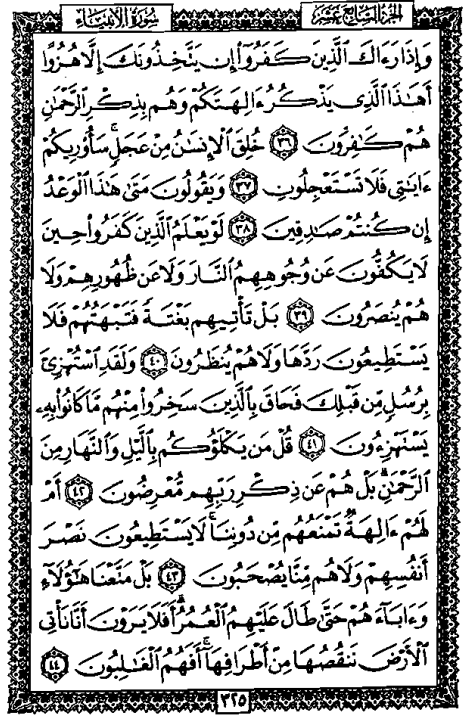 الجزء السابع عشر
سورة الأنبياء
وَإِذَا رَءَاكَ ٱلَّذِينَ كَفَرُوٓا۟ إِن يَتَّخِذُونَكَ إِلَّا هُزُوًا
أَهَٰذَا ٱلَّذِى يَذْكُرُ ءَالِهَتَكُمْ وَهُم بِذِكْرِ ٱلرَّحْمَٰنِ
هُمْ كَٰفِرُونَ ٣٦ خُلِقَ ٱلْإِنسَٰنُ مِنْ عَجَلٍ ۚ سَأُو۟رِيكُمْ
ءَايَٰتِى فَلَا تَسْتَعْجِلُونِ ٣٧ وَيَقُولُونَ مَتَىٰ هَٰذَا ٱلْوَعْدُ
إِن كُنتُمْ صَٰدِقِينَ ٣٨ لَوْ يَعْلَمُ ٱلَّذِينَ كَفَرُوا۟ حِينَ
لَا يَكُفُّونَ عَن وُجُوهِهِمُ ٱلنَّارَ وَلَا عَن ظُهُورِهِمْ وَلَا
هُمْ يُنصَرُونَ ٣٩ بَلْ تَأْتِيهِم بَغْتَةً فَتَبْهَتُهُمْ فَلَا
يَسْتَطِيعُونَ رَدَّهَا وَلَا هُمْ يُنظَرُونَ ٤٠ وَلَقَدِ ٱسْتُهْزِئَ
بِرُسُلٍ مِّن قَبْلِكَ فَحَاقَ بِٱلَّذِينَ سَخِرُوا۟ مِنْهُم مَّا كَانُوا۟ بِهِۦ
يَسْتَهْزِءُونَ ٤١ قُلْ مَن يَكْلَؤُكُم بِٱلَّيْلِ وَٱلنَّهَارِ مِنَ
ٱلرَّحْمَٰنِ ۗ بَلْ هُمْ عَن ذِكْرِ رَبِّهِم مُّعْرِضُونَ ٤٢ أَمْ
لَهُمْ ءَالِهَةٌ تَمْنَعُهُم مِّن دُونِنَا ۚ لَا يَسْتَطِيعُونَ نَصْرَ
أَنفُسِهِمْ وَلَا هُم مِّنَّا يُصْحَبُونَ ٤٣ بَلْ مَتَّعْنَا هَٰٓؤُلَآءِ
وَءَابَآءَهُمْ حَتَّىٰ طَالَ عَلَيْهِمُ ٱلْعُمُرُ ۗ أَفَلَا يَرَوْنَ أَنَّا نَأْتِى
ٱلْأَرْضَ نَنقُصُهَا مِنْ أَطْرَافِهَآ ۚ أَفَهُمُ ٱلْغَٰلِبُونَ ٤٤
٣٢٥